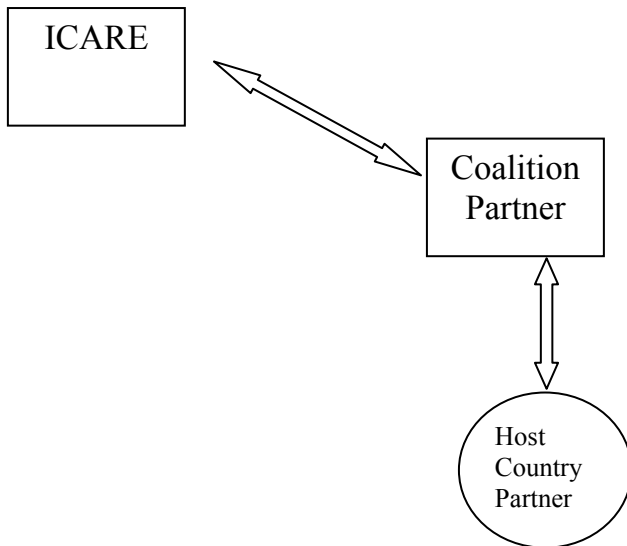 ICARE
Coalition
Partner
Host
Country
Partner